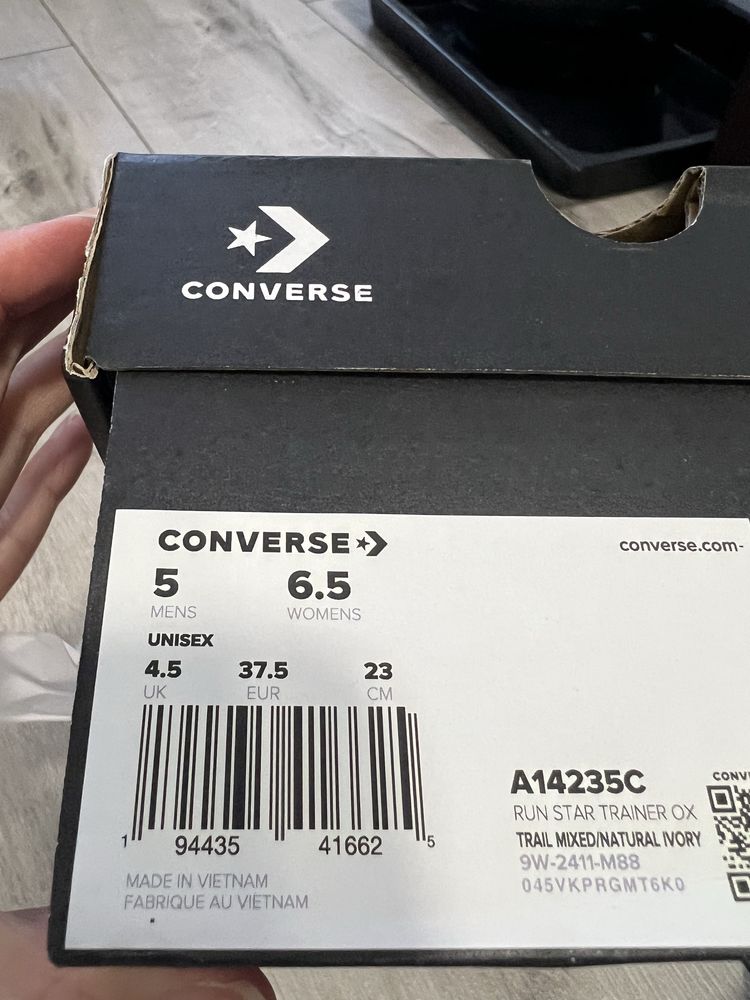 CONVERSE
CONVERSE
converse.com-
5 6.5
MENS WOMENS
UNISEX
4.5 37.5 23
UK EUR CM
1 94435 41662 5
MADE IN VIETNAM
FABRIQUE AU VIETNAM
A14235C
RUN STAR TRAINER OX
TRAIL MIXED/NATURAL IVORY
9W-2411-M88
045VKPRGMT6K0